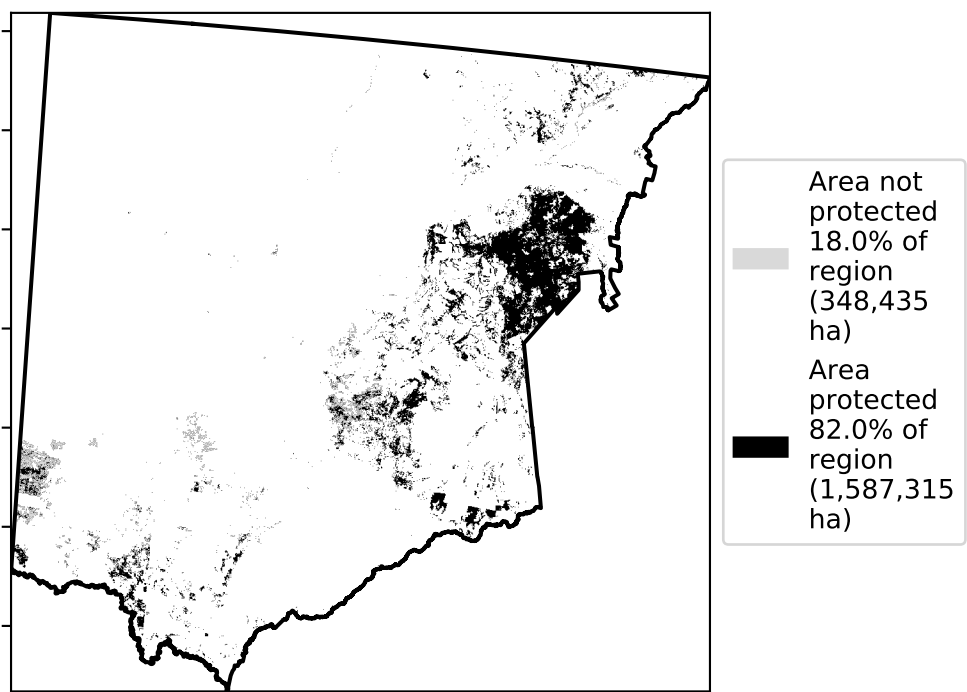 Area not
protected
18.0% of
region
(348,435
ha)
Area
protected
82.0% of
region
(1,587,315
ha)